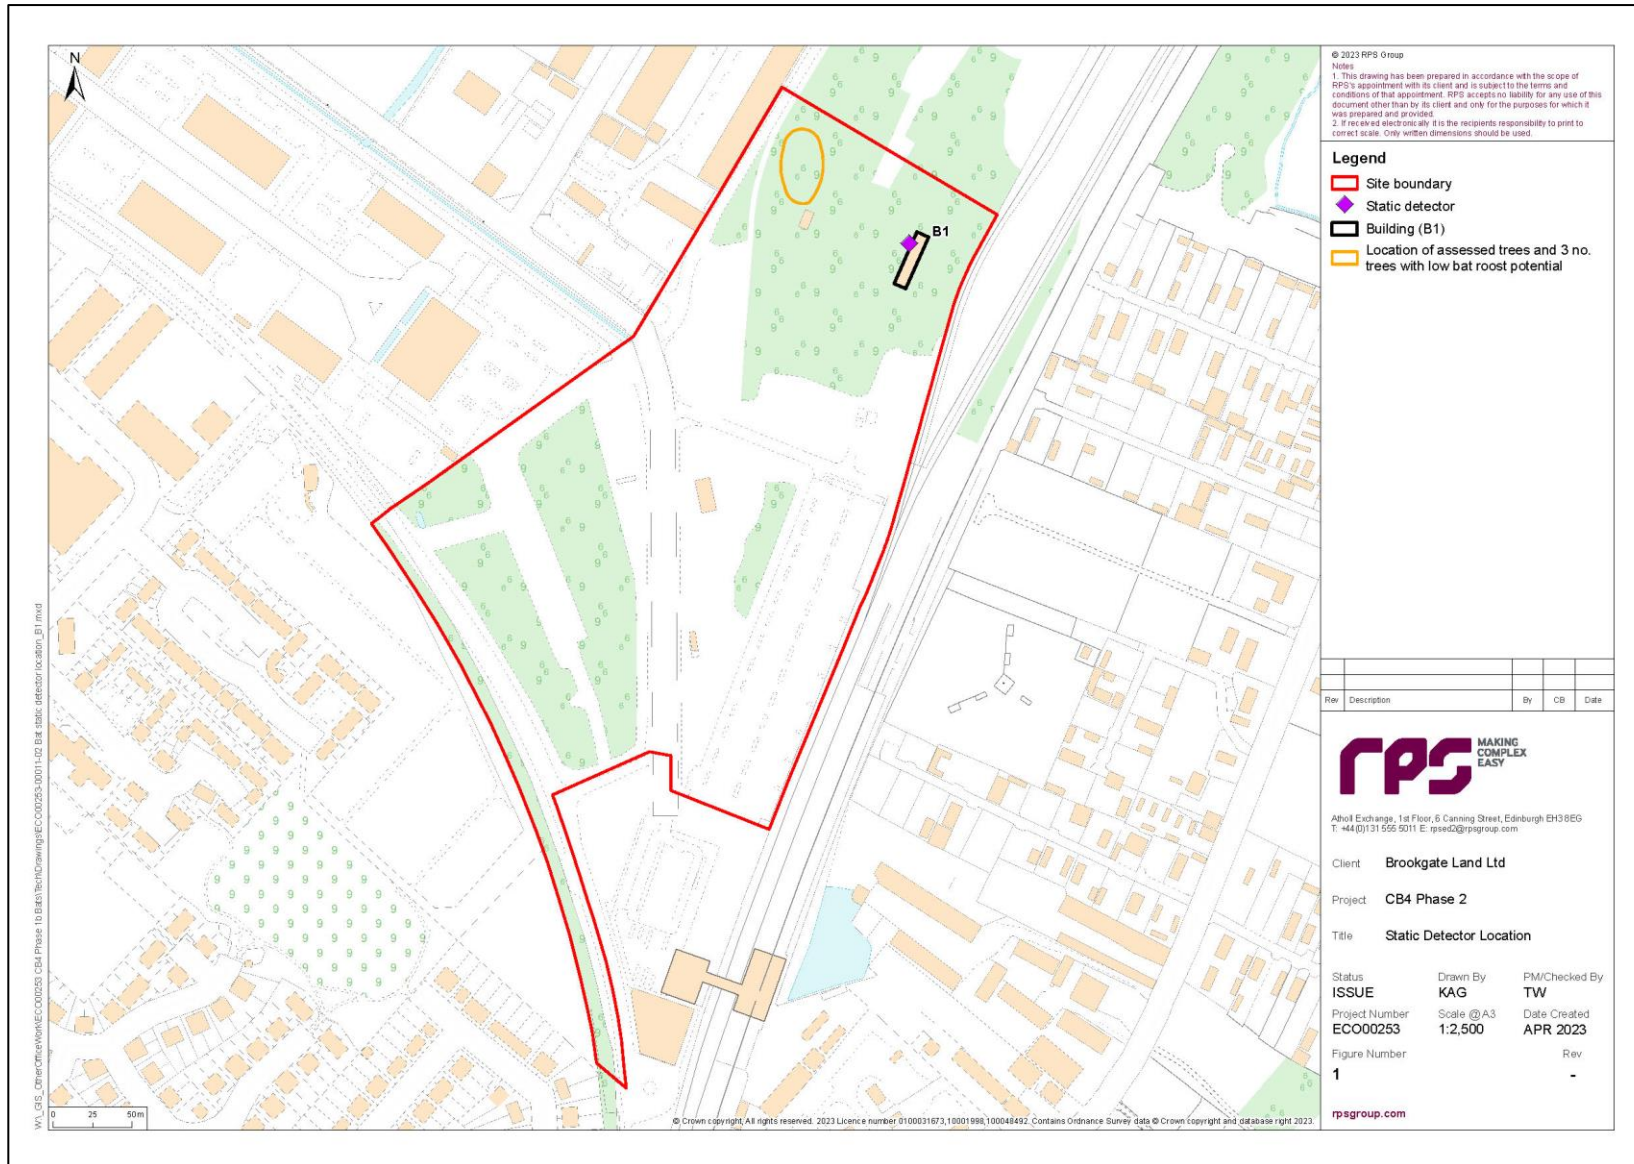 N
B1
0 25 50m
© Crown copyright, All rights reserved. 2023 Licence number 0100031673,10001998,100048492. Contains Ordnance Survey data © Crown copyright and database right 2023.
© 2023 RPS Group
Notes
1. This drawing has been prepared in accordance with the scope of
RPS's appointment with its client and is subject to the terms and
conditions of that appointment. RPS accepts no liability for any use of this
document other than by its client and only for the purposes for which it
was prepared and provided.
2. If received electronically it is the recipients responsibility to print to
correct scale. Only written dimensions should be used.
Legend
Site boundary
Static detector
Building (B1)
Location of assessed trees and 3 no.
trees with low bat roost potential
Rev Description By CB Date
rps MAKING
COMPLEX
EASY
Atholl Exchange, 1st Floor, 6 Canning Street, Edinburgh EH3 8EG
T: +44(0)131 555 5011 E: rpsed2@rpsgroup.com
Client Brookgate Land Ltd
Project CB4 Phase 2
Title Static Detector Location
Status Drawn By PM/Checked By
ISSUE KAG TW
Project Number Scale @A3 Date Created
ECO00253 1:2,500 APR 2023
Figure Number Rev
1 -
rpsgroup.com